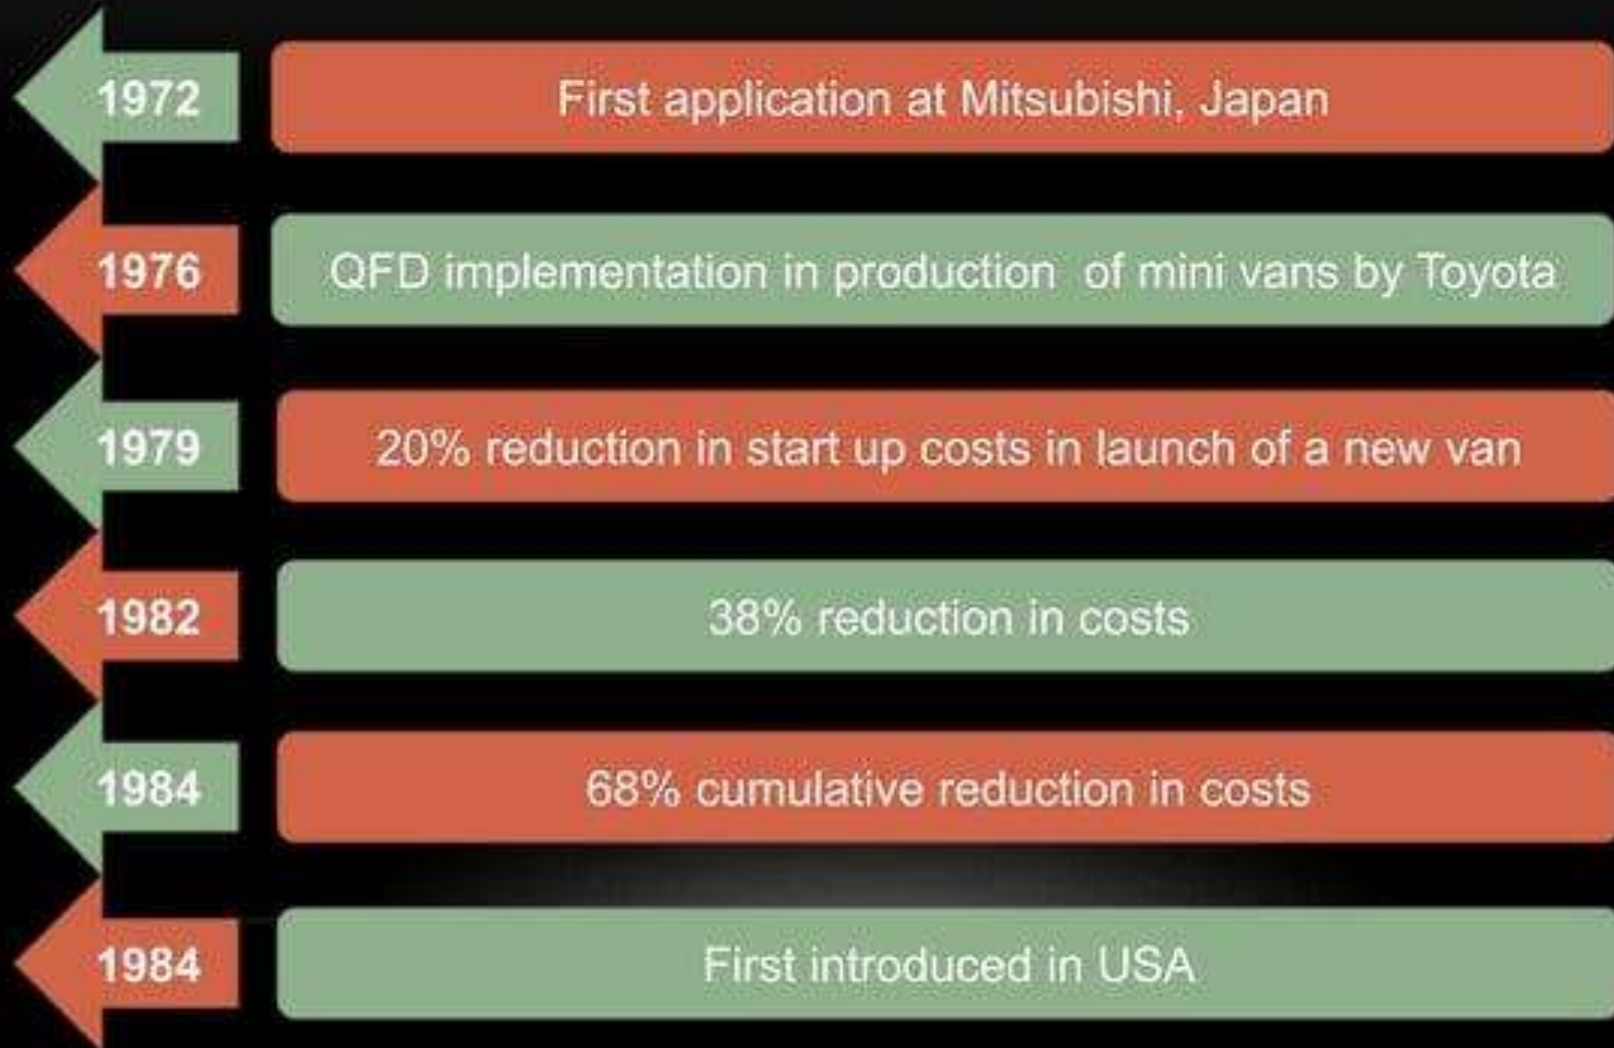 1972
First application at Mitsubishi, Japan
1976
QFD implementation in production of mini vans by Toyota
1979
20% reduction in start up costs in launch of a new van
1982
38% reduction in costs
1984
68% cumulative reduction in costs
1984
First introduced in USA